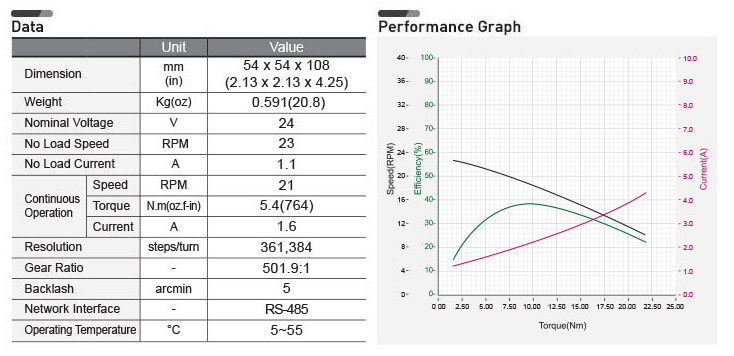 Data
Unit Value
Dimension mm (in) 54 x 54 x 108 (2.13 x 2.13 x 4.25)
Weight Kg(oz) 0.591(20.8)
Nominal Voltage V 24
No Load Speed RPM 23
No Load Current A 1.1
Continuous Operation Speed RPM 21
Torque N.m(oz.f-in) 5.4(764)
Current A 1.6
Resolution steps/turn 361,384
Gear Ratio - 501.9:1
Backlash arcmin 5
Network Interface - RS-485
Operating Temperature °C 5~55
Performance Graph
40- 100- -10.0
36- 90- -9.0
32- 80- -8.0
28- 70- -7.0
24- 60- -6.0
20- 50- -5.0
16- 40- -4.0
12- 30- -3.0
8- 20- -2.0
4- 10- -1.0
0- 0- -0.0
Speed(RPM)
Efficiency(%)
Current(A)
0 00 2.50 5.00 7.50 10.00 12.50 15.00 17.50 20.00 22.50 25.00
Torque(Nm)